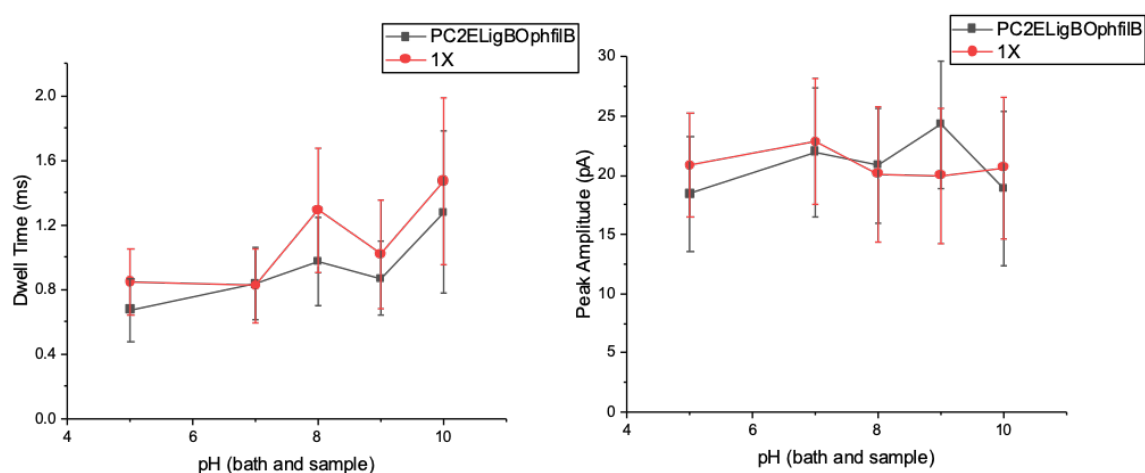 PC2ELigBOphfilB
1X
Dwell Time (ms)
2.0
1.6
1.2
0.8
0.4
0.0
4
6
8
10
pH (bath and sample)
PC2ELigBOphfilB
1X
Peak Amplitude (pA)
30
25
20
15
10
5
0
4
6
8
10
pH (bath and sample)